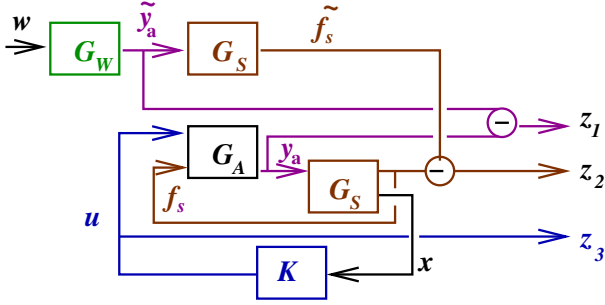 w
G_W
ỹ_a
G_S
f̃_s
-
z_1
G_A
y_a
G_S
-
z_2
f_s
u
z_3
K
x